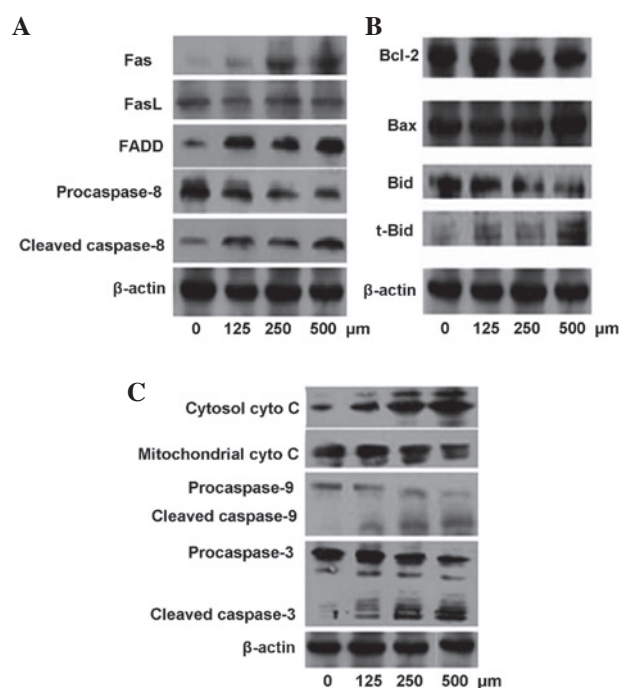 A
Fas
FasL
FADD
Procaspase-8
Cleaved caspase-8
β-actin
0 125 250 500 μm
B
Bcl-2
Bax
Bid
t-Bid
β-actin
0 125 250 500 μm
C
Cytosol cyto C
Mitochondrial cyto C
Procaspase-9
Cleaved caspase-9
Procaspase-3
Cleaved caspase-3
β-actin
0 125 250 500 μm